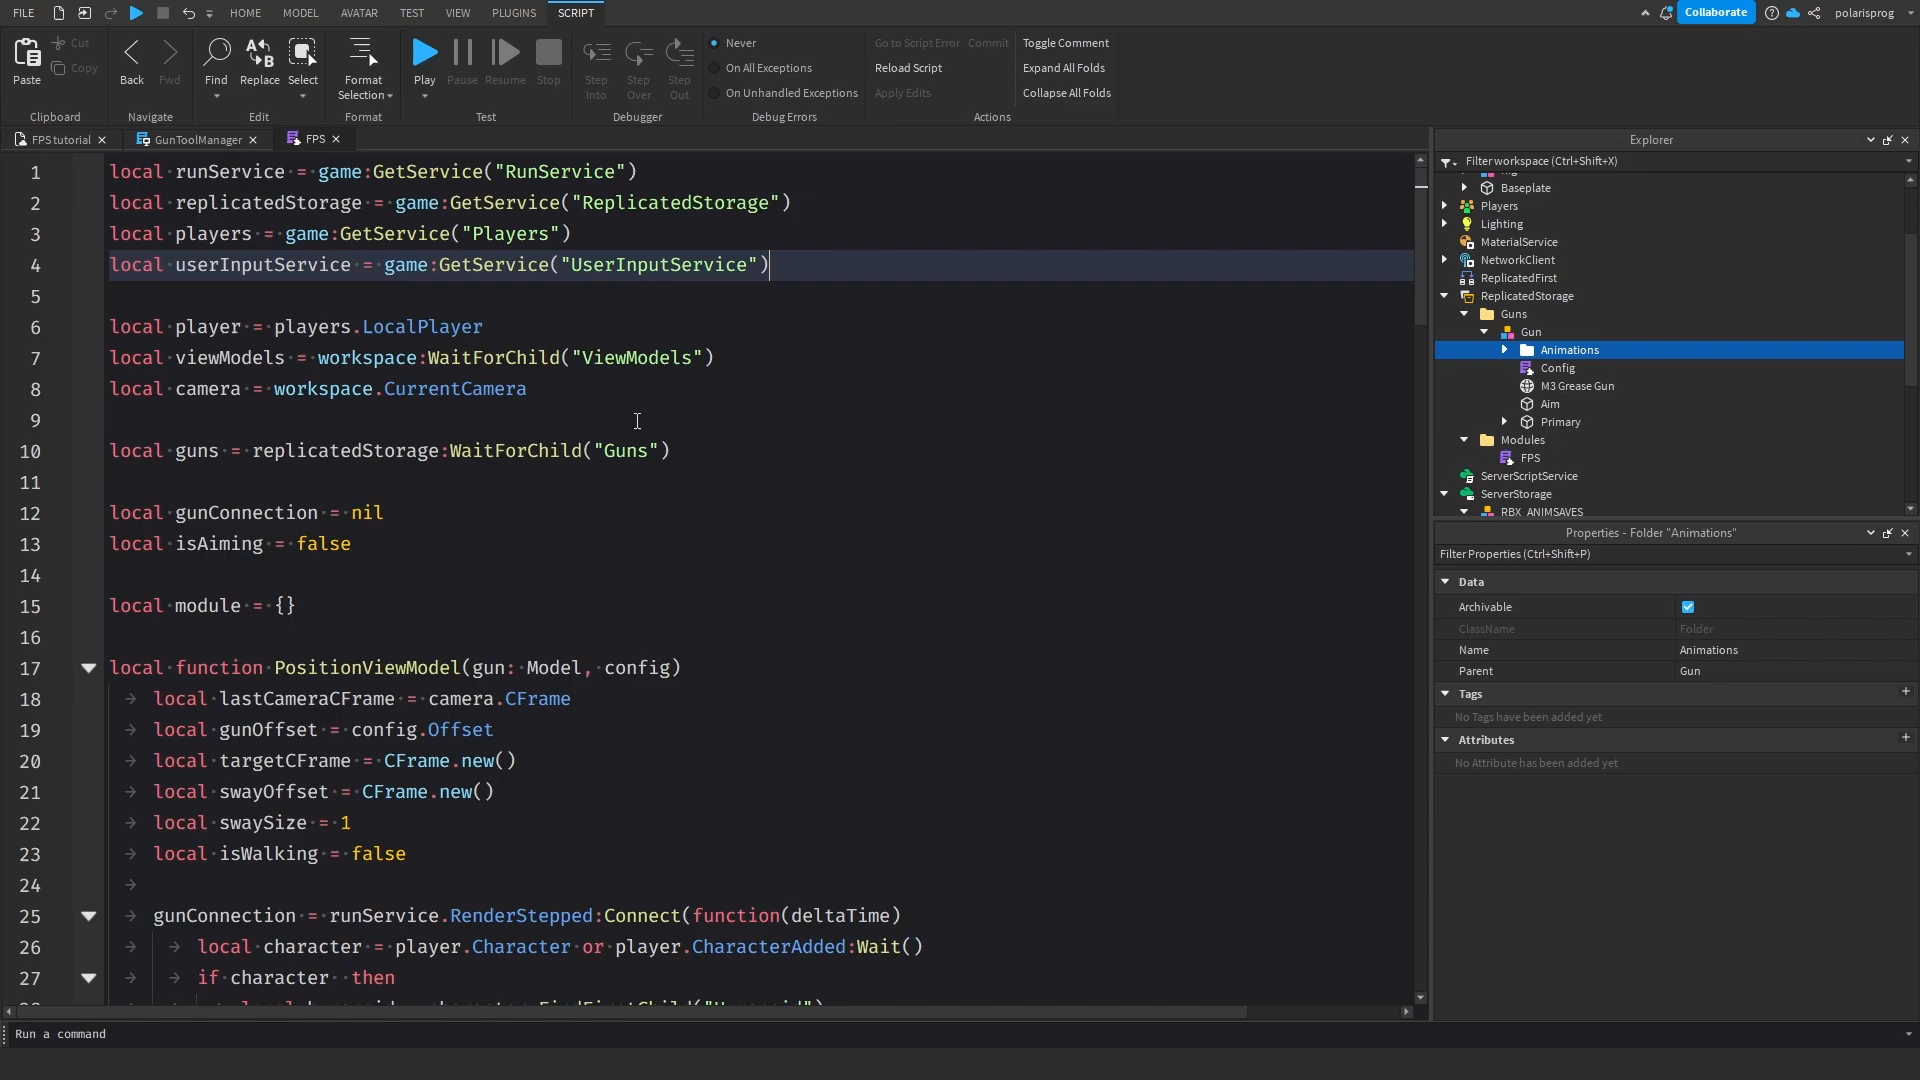 FILE HOME MODEL AVATAR TEST VIEW PLUGINS SCRIPT Collaborate polarisprog
Paste Cut Copy Back Fwd Find Replace Select Format Selection Play Pause Resume Stop Step Into Step Over Step Out
Never
On All Exceptions
On Unhandled Exceptions
Go to Script Error Commit
Reload Script
Apply Edits
Toggle Comment
Expand All Folds
Collapse All Folds
Clipboard Navigate Edit Format Test Debugger Debug Errors Actions
FPS tutorial GunToolManager FPS
1 local runService = game:GetService("RunService")
2 local replicatedStorage = game:GetService("ReplicatedStorage")
3 local players = game:GetService("Players")
4 local userInputService = game:GetService("UserInputService")
5
6 local player = players.LocalPlayer
7 local viewModels = workspace:WaitForChild("ViewModels")
8 local camera = workspace.CurrentCamera
9
10 local guns = replicatedStorage:WaitForChild("Guns")
11
12 local gunConnection = nil
13 local isAiming = false
14
15 local module = {}
16
17 local function PositionViewModel(gun: Model, config)
18 local lastCameraCFrame = camera.CFrame
19 local gunOffset = config.Offset
20 local targetCFrame = CFrame.new()
21 local swayOffset = CFrame.new()
22 local swaySize = 1
23 local isWalking = false
24
25 gunConnection = runService.RenderStepped:Connect(function(deltaTime)
26 local character = player.Character or player.CharacterAdded:Wait()
27 if character then
Run a command
Explorer
Filter workspace (Ctrl+Shift+X)
Baseplate
Players
Lighting
MaterialService
NetworkClient
ReplicatedFirst
ReplicatedStorage
Guns
Gun
Animations
Config
M3 Grease Gun
Aim
Primary
Modules
FPS
ServerScriptService
ServerStorage
RBX_ANIMSAVES
Properties - Folder "Animations"
Filter Properties (Ctrl+Shift+P)
Data
Archivable
ClassName Folder
Name Animations
Parent Gun
Tags
No Tags have been added yet
Attributes
No Attribute has been added yet